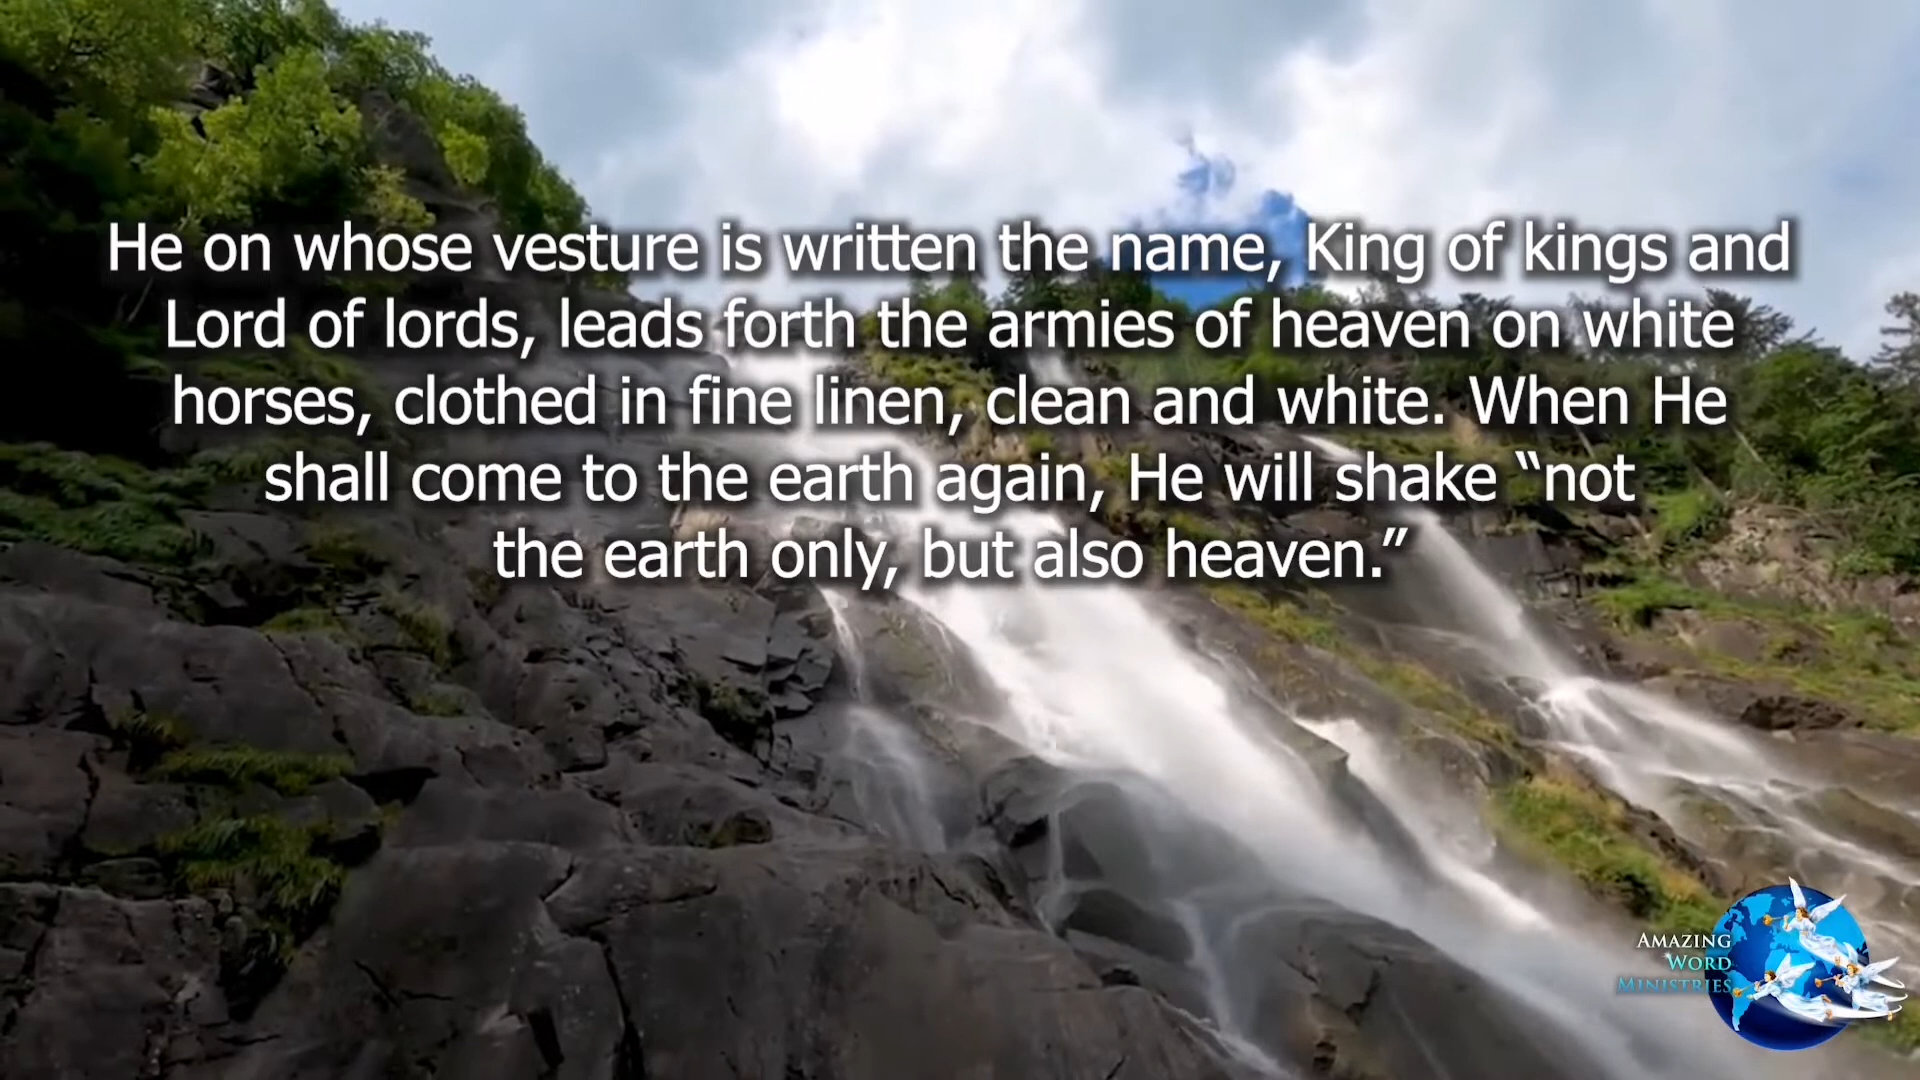 He on whose vesture is written the name, King of kings and
Lord of lords, leads forth the armies of heaven on white
horses, clothed in fine linen, clean and white. When He
shall come to the earth again, He will shake “not
the earth only, but also heaven.”
AMAZING
WORD
MINISTRIES